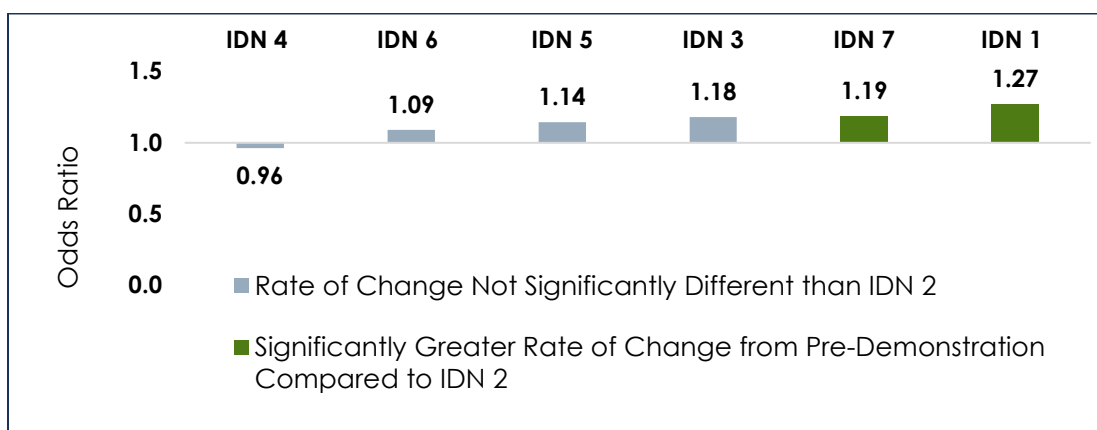 IDN 4 IDN 6 IDN 5 IDN 3 IDN 7 IDN 1
1.5
1.27
1.19
1.18
1.14
1.09
1.0
0.96
0.5
0.0
Odds Ratio
Rate of Change Not Significantly Different than IDN 2
Significantly Greater Rate of Change from Pre-Demonstration
Compared to IDN 2